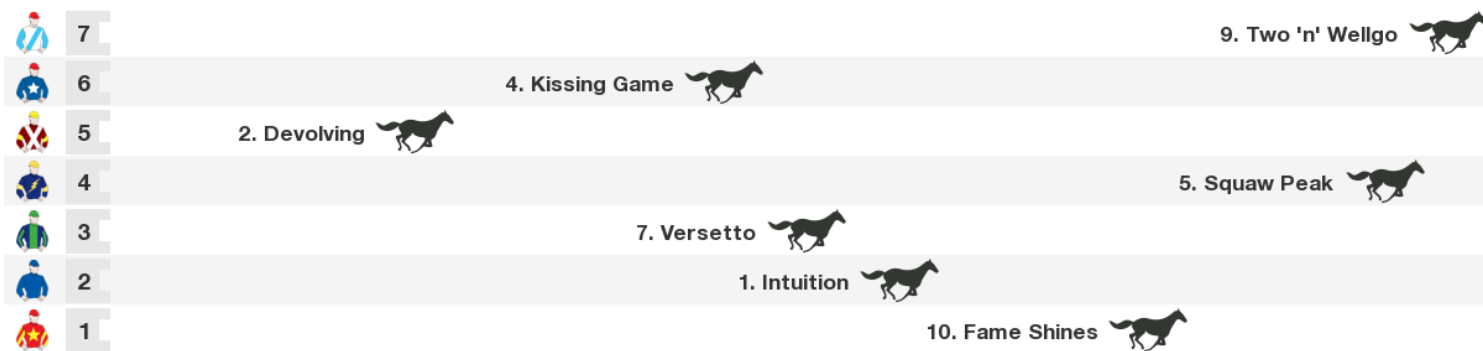 7 9. Two 'n' Wellgo
6 4. Kissing Game
5 2. Devolving
4 5. Squaw Peak
3 7. Versetto
2 1. Intuition
1 10. Fame Shines